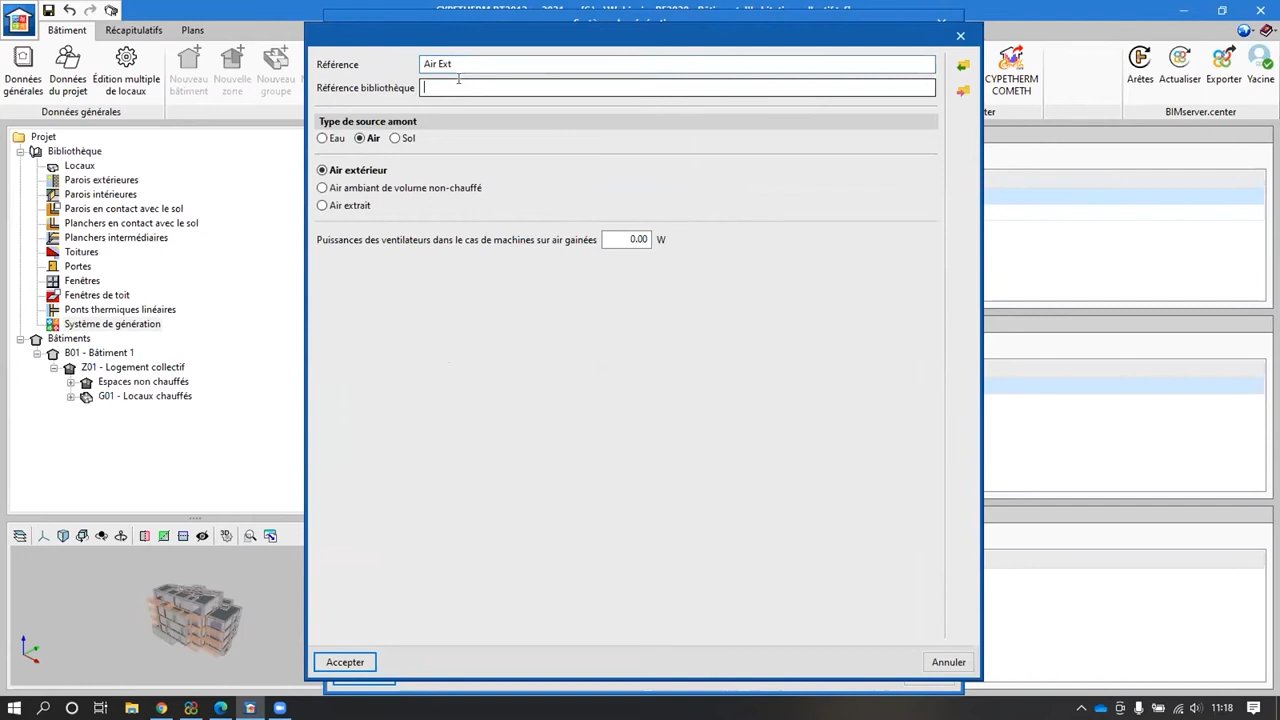 Bâtiment
Récapitulatifs
Plans
Données générales
Données du projet
Édition multiple de locaux
Nouveau bâtiment
Nouvelle zone
Nouveau groupe
Données générales
CYPETHERM COMETH
Arêtes
Actualiser
Exporter
Yacine
BIMserver.center
Référence
Air Ext
Référence bibliothèque
Type de source amont
Eau
Air
Sol
Air extérieur
Air ambiant de volume non-chauffé
Air extrait
Puissances des ventilateurs dans le cas de machines sur air gainées 0.00 W
Projet
Bibliothèque
Locaux
Parois extérieures
Parois intérieures
Parois en contact avec le sol
Planchers en contact avec le sol
Planchers intermédiaires
Toitures
Portes
Fenêtres
Fenêtres de toit
Ponts thermiques linéaires
Système de génération
Bâtiments
B01 - Bâtiment 1
Z01 - Logement collectif
Espaces non chauffés
G01 - Locaux chauffés
Accepter
Annuler
11:18